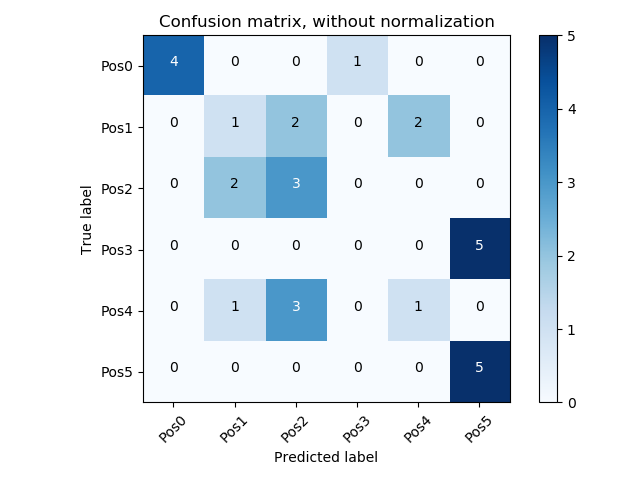 Confusion matrix, without normalization
Pos0 4 0 0 1 0 0
Pos1 0 1 2 0 2 0
Pos2 0 2 3 0 0 0
Pos3 0 0 0 0 0 5
Pos4 0 1 3 0 1 0
Pos5 0 0 0 0 0 5
Pos0 Pos1 Pos2 Pos3 Pos4 Pos5
Predicted label
True label
5
4
3
2
1
0